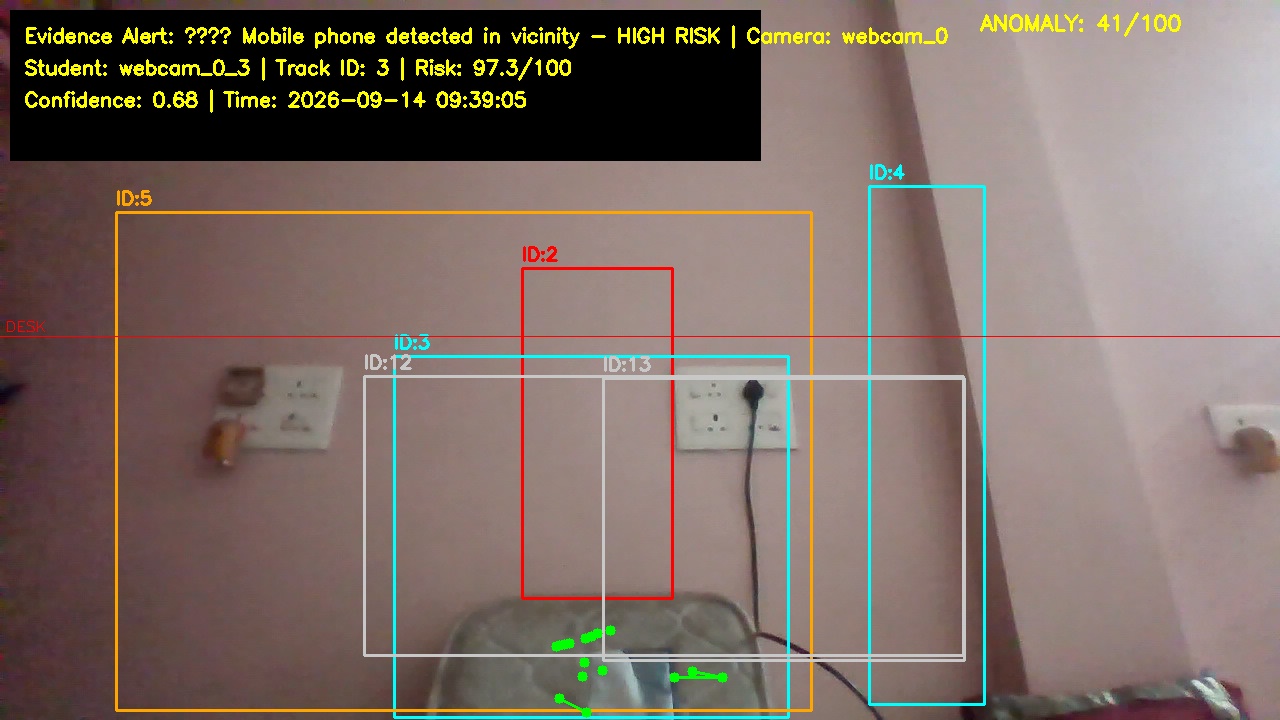 Evidence Alert: ???? Mobile phone detected in vicinity - HIGH RISK | Camera: webcam_0
ANOMALY: 41/100
Student: webcam_0_3 | Track ID: 3 | Risk: 97.3/100
Confidence: 0.68 | Time: 2026-09-14 09:39:05
ID:4
ID:5
ID:2
DESK
ID:3
ID:12
ID:13